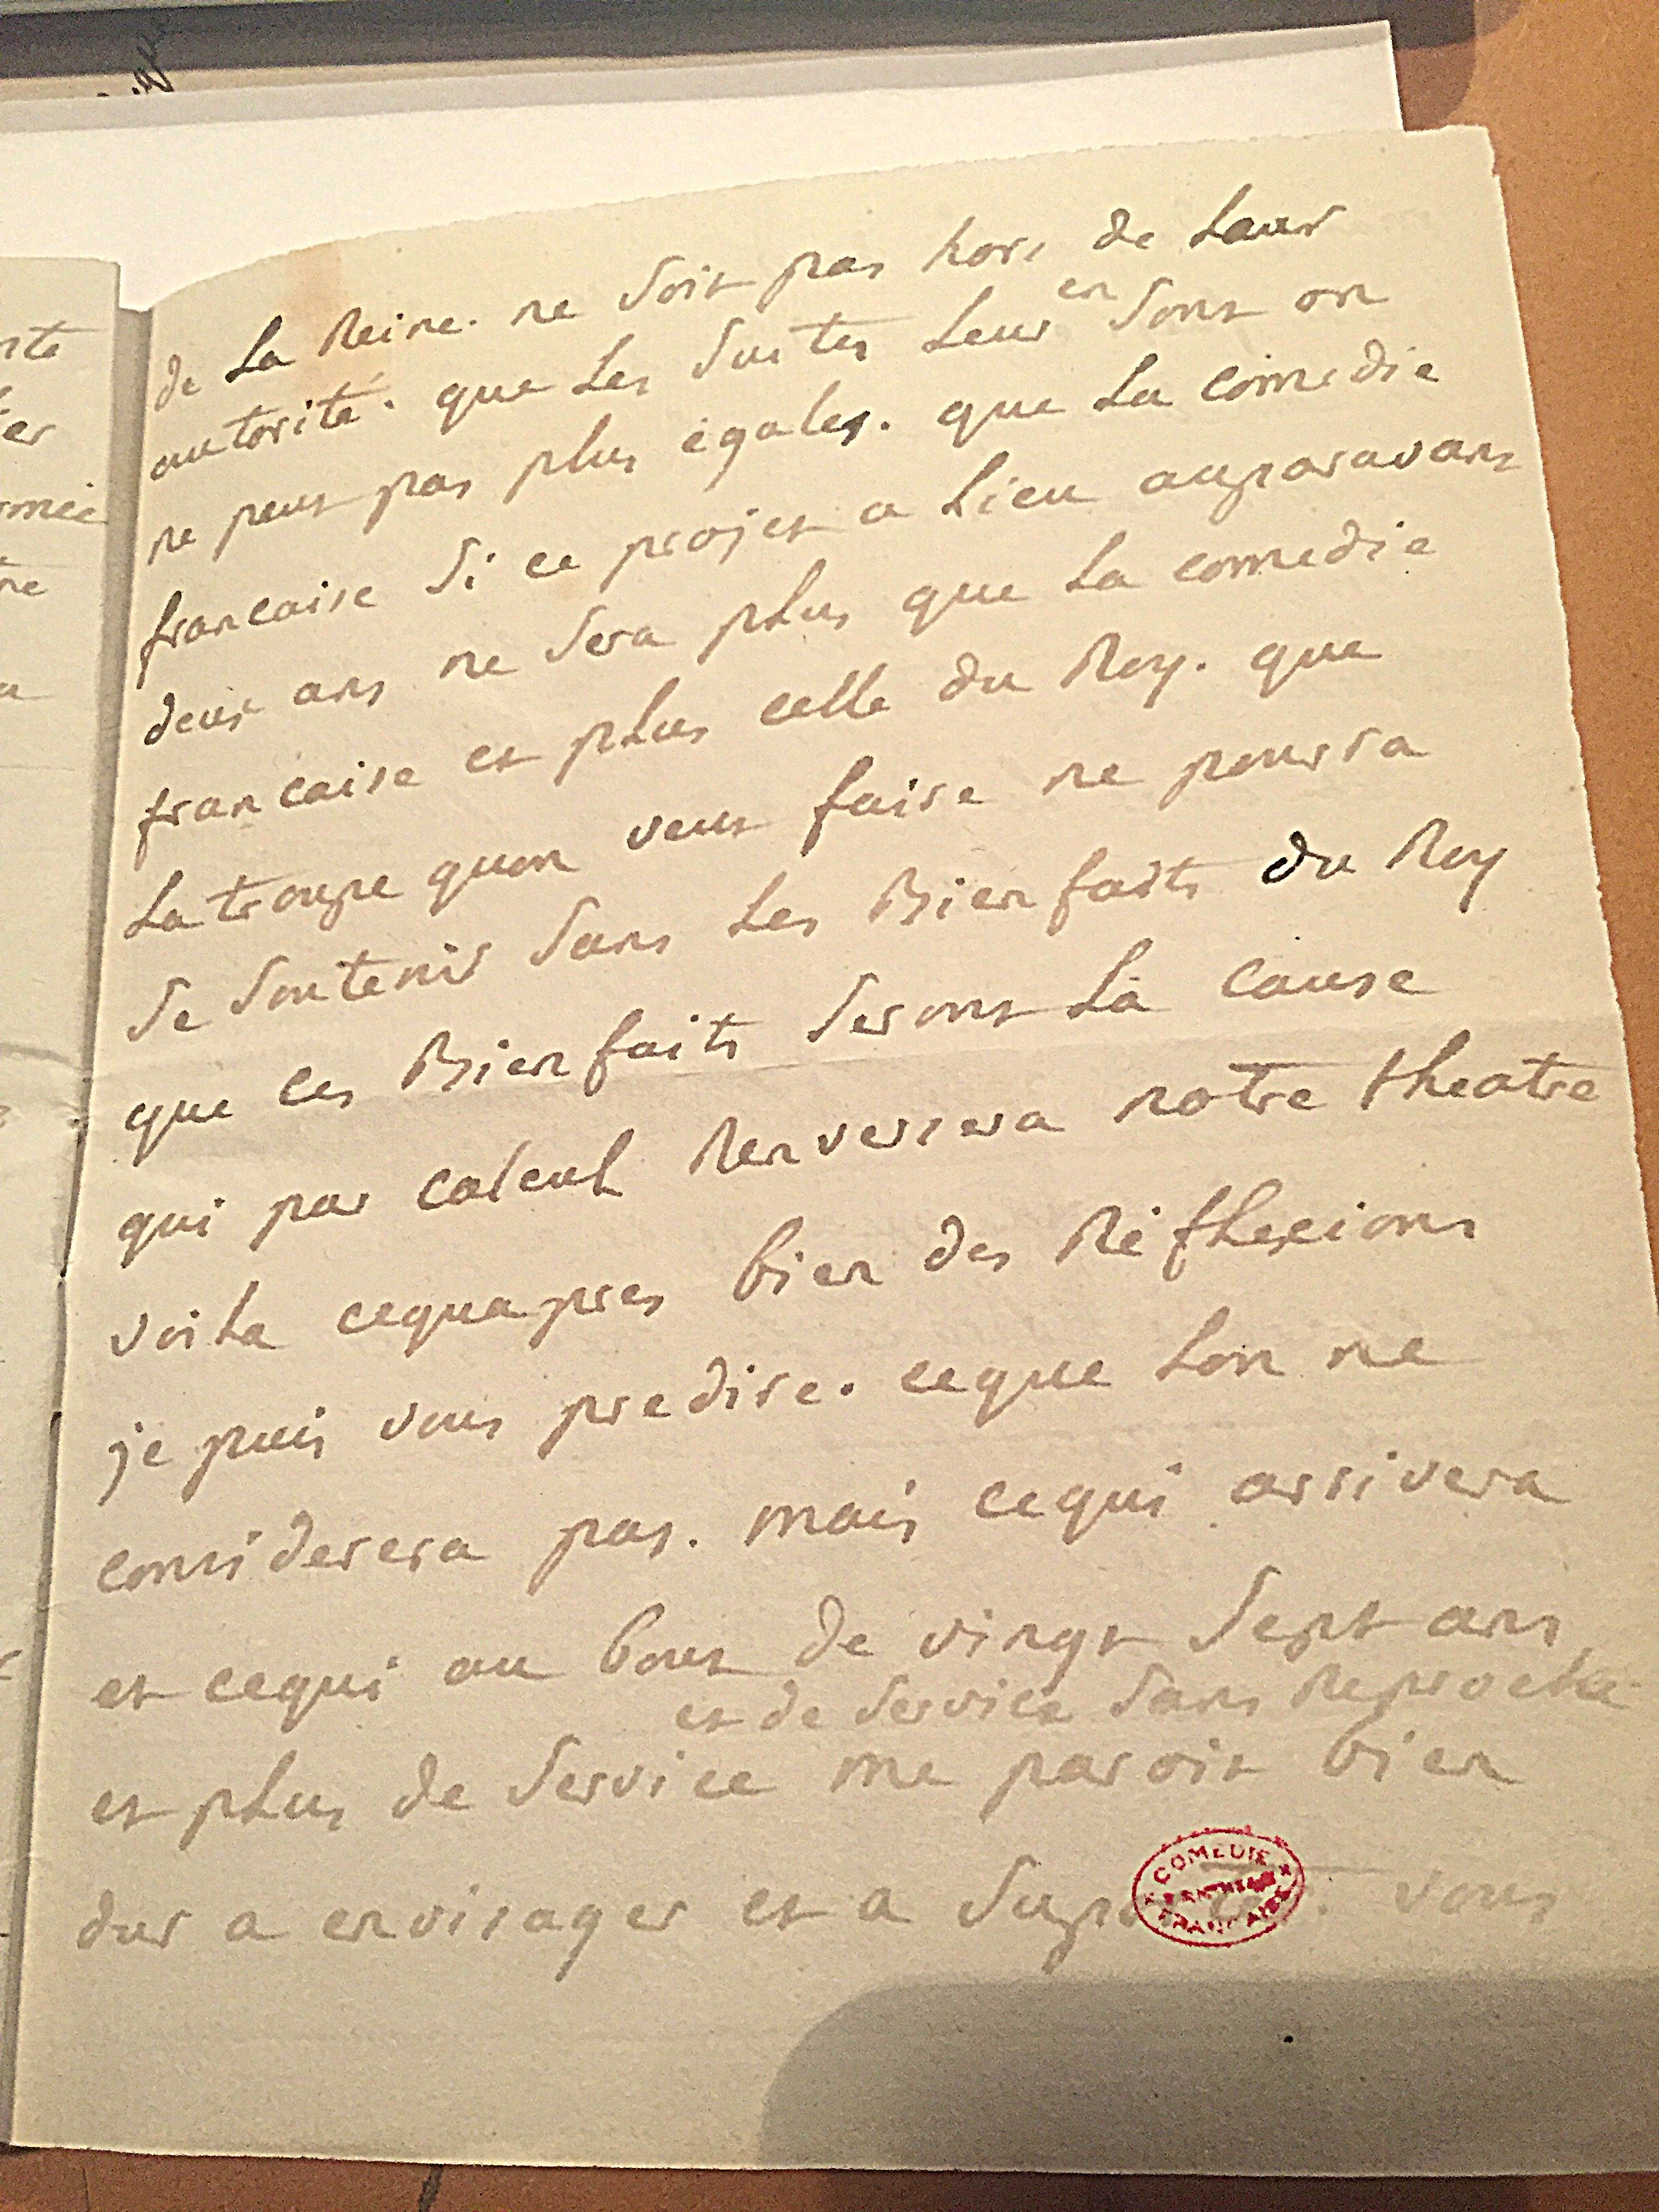 de La Reine. ne Soit pas hors de Leur
autorité. que Les Suites Leur en Sont on
ne peut pas plus égales. que La Comedie
francaise Si ce projet a Lieu auparavant
deux ans ne Sera plus que La comedie
francaise et plus celle du Roy. que
La troupe quon veut faire ne pourra
Se Soutenir Sans Les Bienfaits du Roy
que ces Bienfaits Seront La cause
qui par calcul Renversera notre theatre
voila cequapres bien des Réflexions
je puis vous predire. ceque Lon ne
considerera pas. mais cequi arrivera
et cequi au bout de vingt Sept ans
et de Service Sans Reproche
et plus de Service me paroit bien
dur a envisager et a vous
COMEDIE
FRANÇAISE